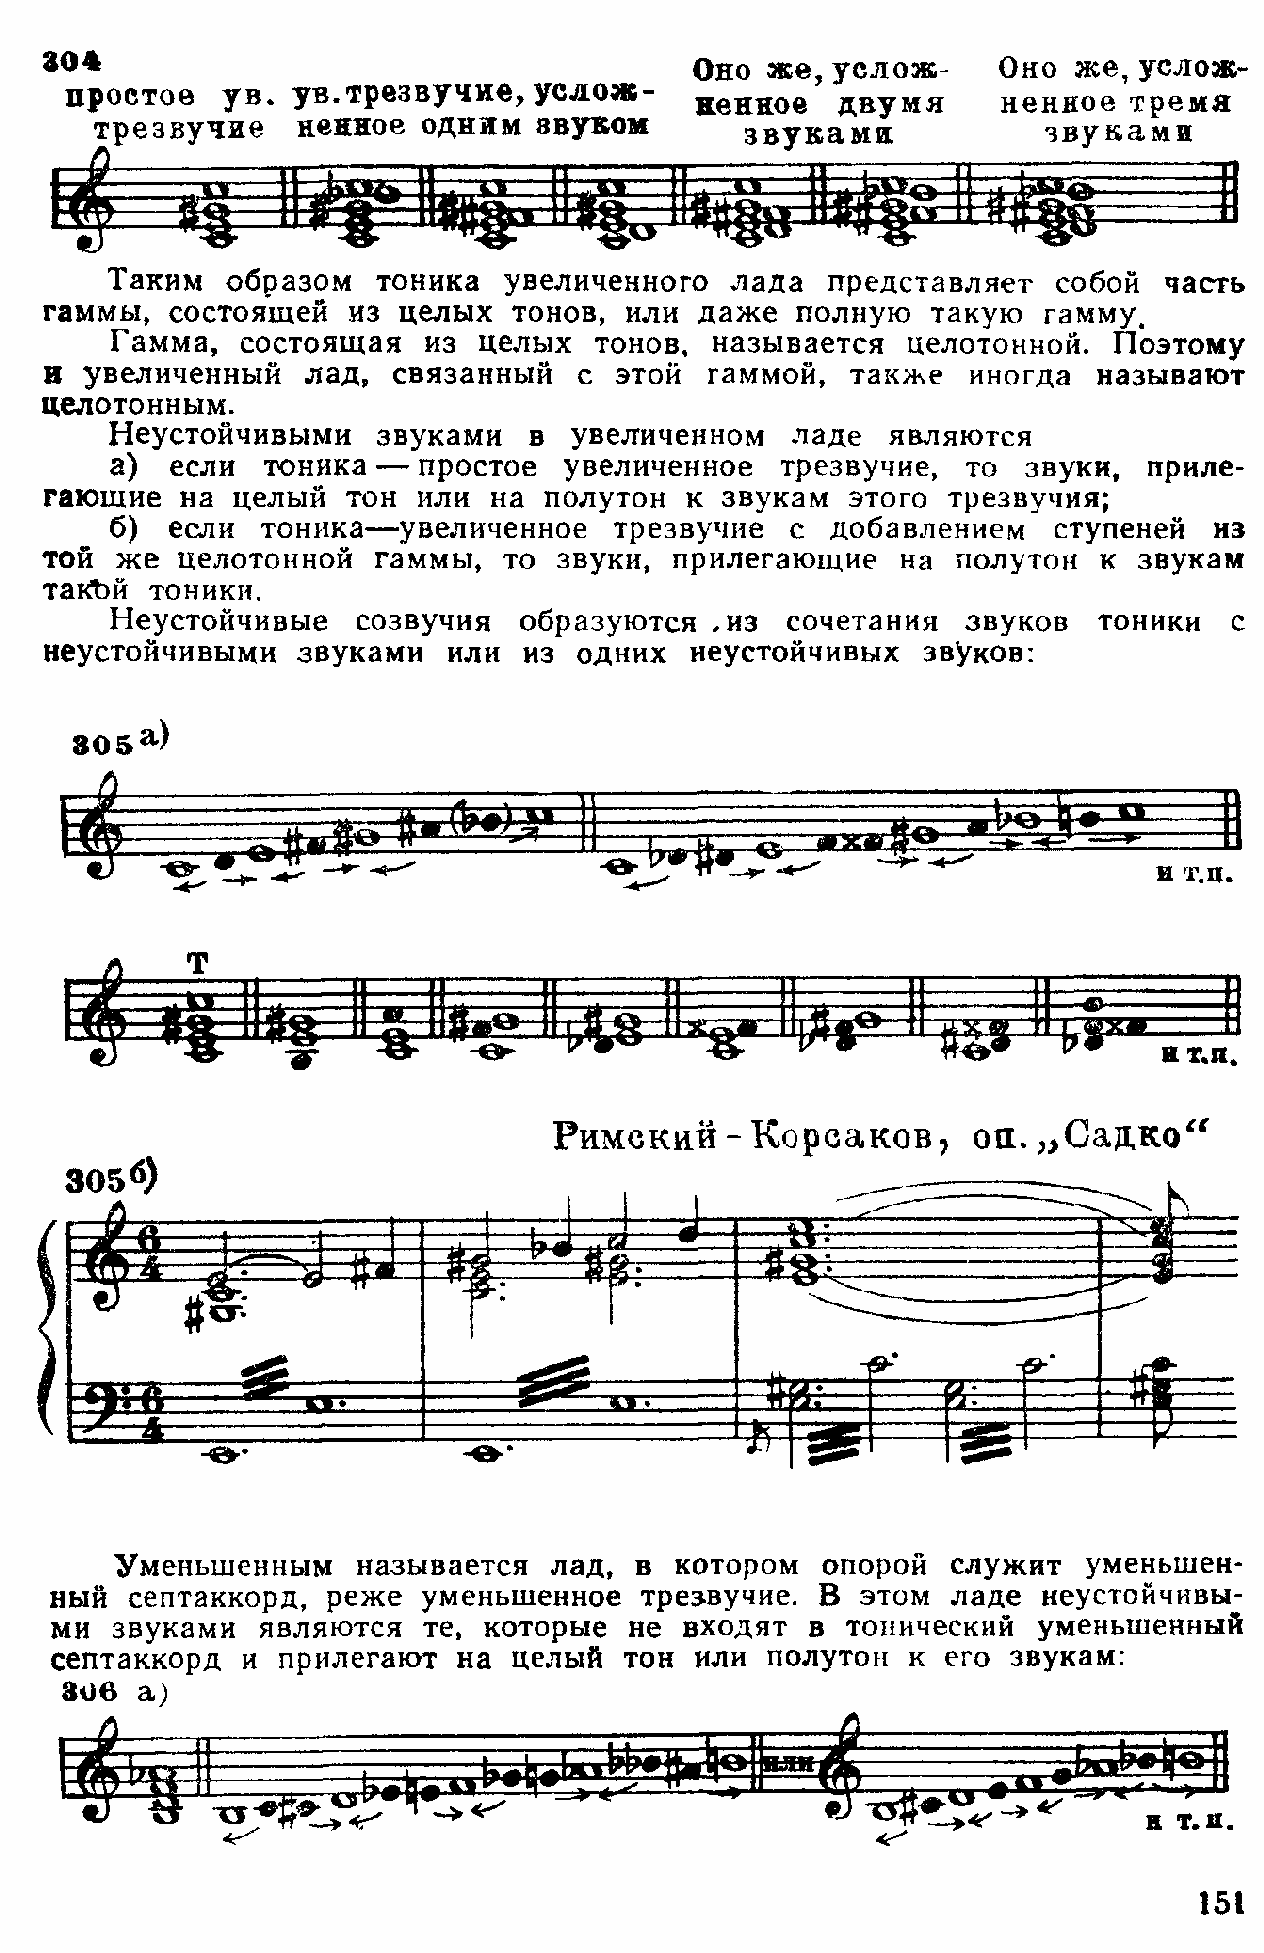 304
простое ув. ув.трезвучие, услож-
трезвучие ненное одним звуком
Оно же, услож-
ненное двумя
звуками
Оно же, услож-
ненное тремя
звуками
Таким образом тоника увеличенного лада представляет собой часть
гаммы, состоящей из целых тонов, или даже полную такую гамму.
Гамма, состоящая из целых тонов, называется целотонной. Поэтому
и увеличенный лад, связанный с этой гаммой, также иногда называют
целотонным.
Неустойчивыми звуками в увеличенном ладе являются
а) если тоника — простое увеличенное трезвучие, то звуки, приле-
гающие на целый тон или на полутон к звукам этого трезвучия;
б) если тоника—увеличенное трезвучие с добавлением ступеней из
той же целотонной гаммы, то звуки, прилегающие на полутон к звукам
такой тоники.
Неустойчивые созвучия образуются из сочетания звуков тоники с
неустойчивыми звуками или из одних неустойчивых звуков:
305 а)
и т.п.
Т
и т.п.
Римский-Корсаков, оп. „Садко“
305 б)
6
4
6
4
Уменьшенным называется лад, в котором опорой служит уменьшен-
ный септаккорд, реже уменьшенное трезвучие. В этом ладе неустойчивы-
ми звуками являются те, которые не входят в тонический уменьшенный
септаккорд и прилегают на целый тон или полутон к его звукам:
306 а)
или
и т.п.
151